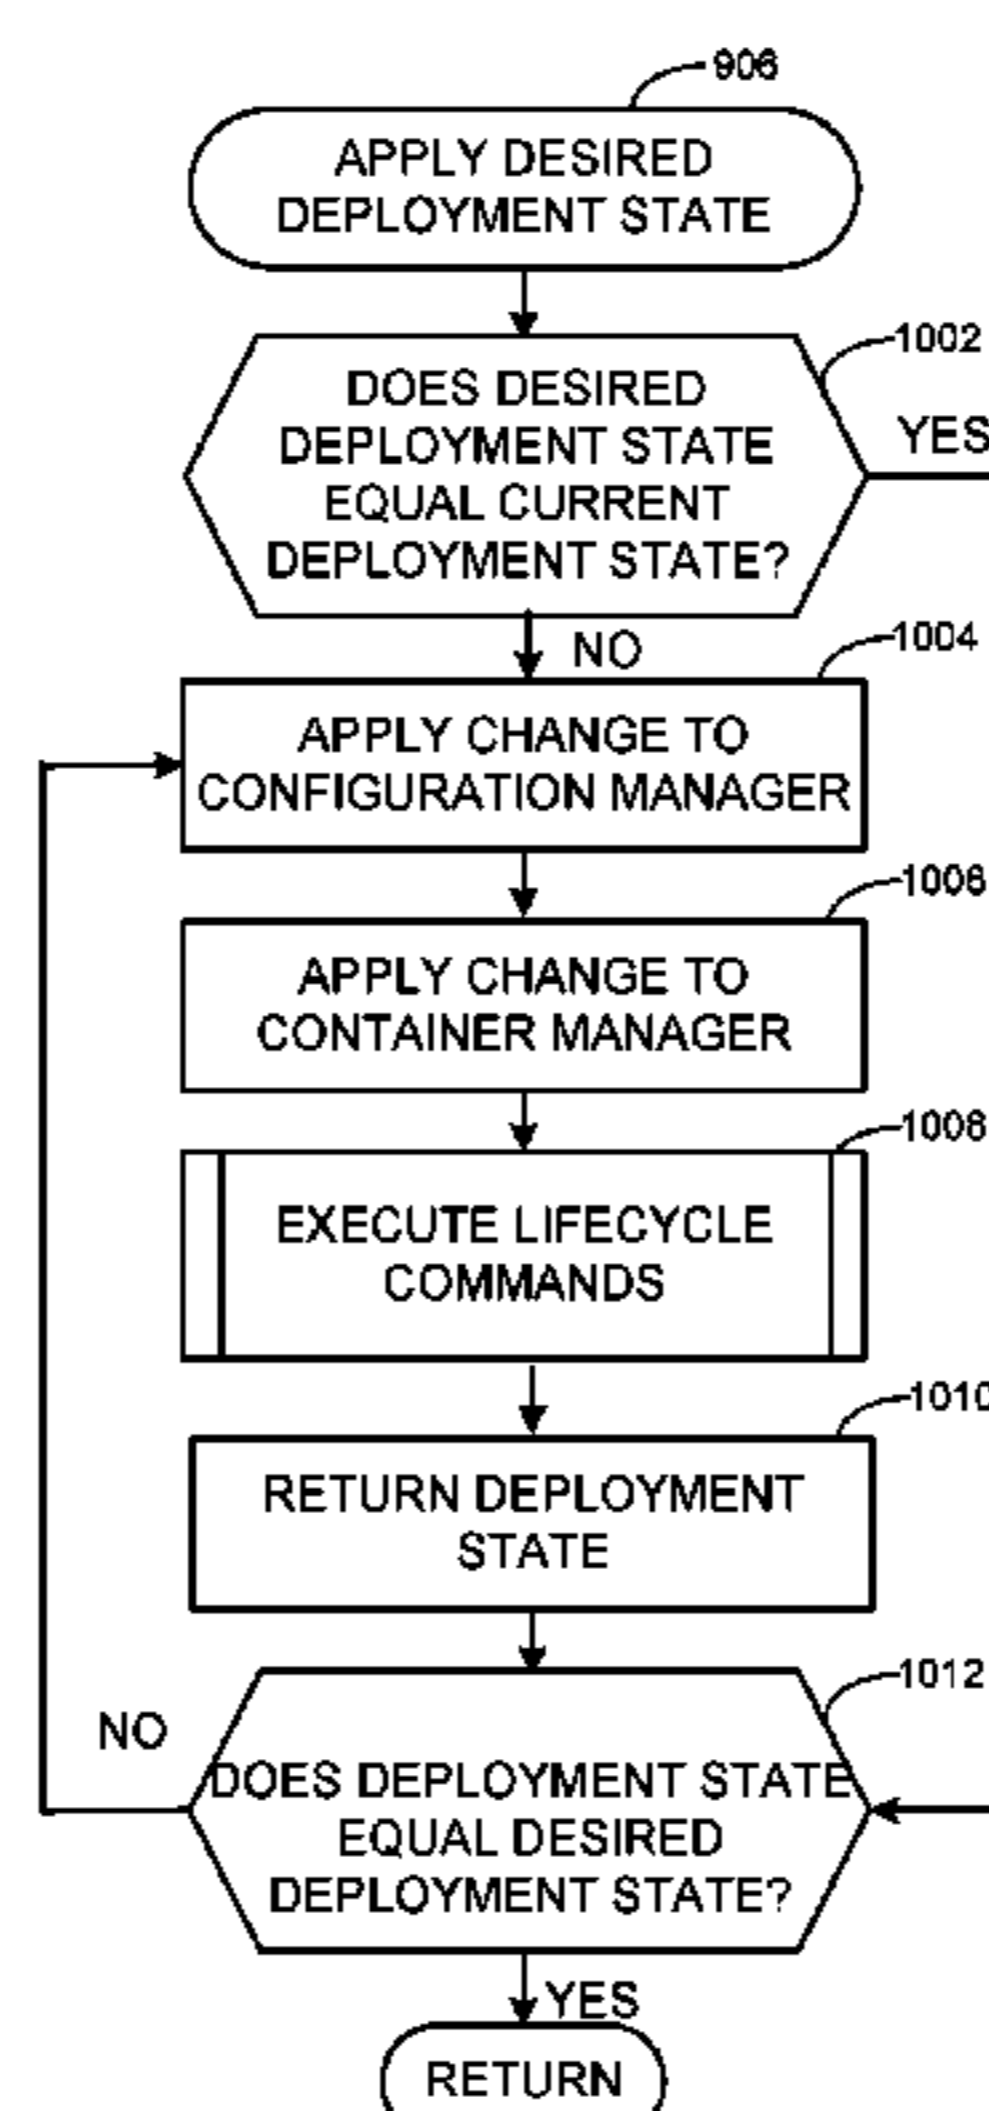 906
APPLY DESIRED
DEPLOYMENT STATE
1002
DOES DESIRED
DEPLOYMENT STATE
EQUAL CURRENT
DEPLOYMENT STATE?
YES
NO
1004
APPLY CHANGE TO
CONFIGURATION MANAGER
1006
APPLY CHANGE TO
CONTAINER MANAGER
1008
EXECUTE LIFECYCLE
COMMANDS
1010
RETURN DEPLOYMENT
STATE
1012
NO
DOES DEPLOYMENT STATE
EQUAL DESIRED
DEPLOYMENT STATE?
YES
RETURN